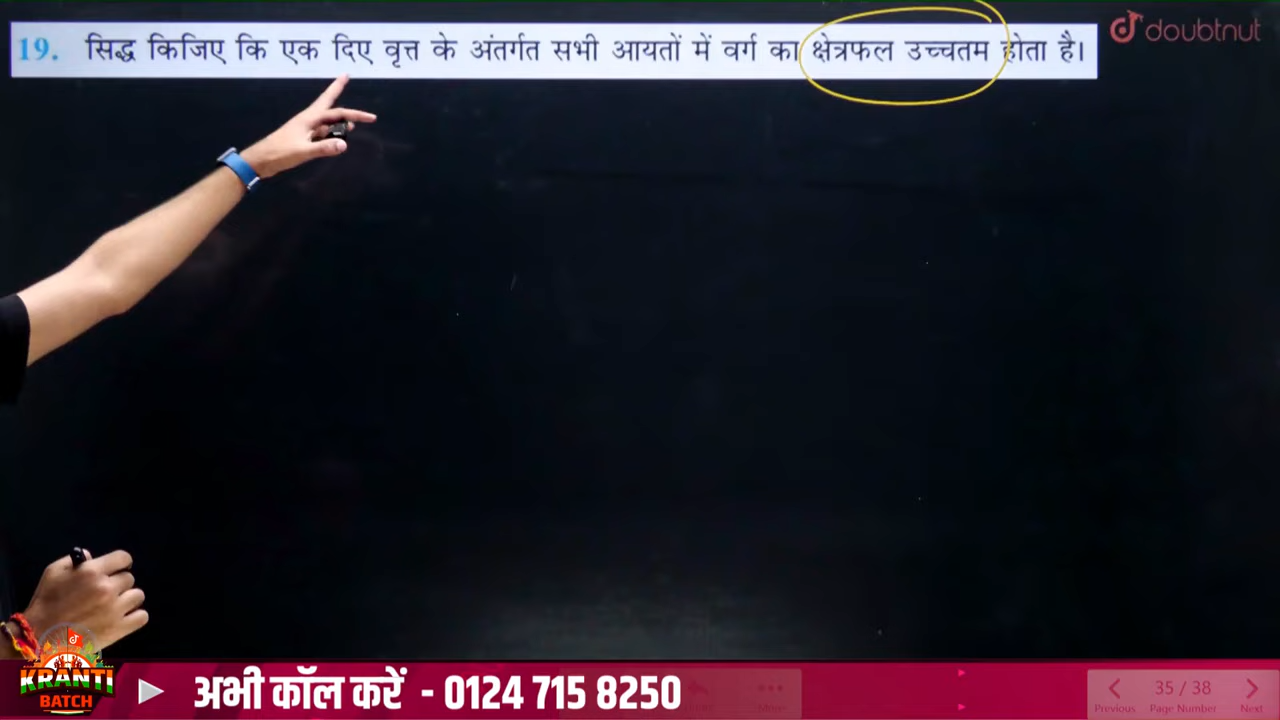 19. सिद्ध किजिए कि एक दिए वृत्त के अंतर्गत सभी आयतों में वर्ग का क्षेत्रफल उच्चतम होता है।
doubtnut
KRANTI
BATCH
अभी कॉल करें - 0124 715 8250
35 / 38
Previous Page Number Next